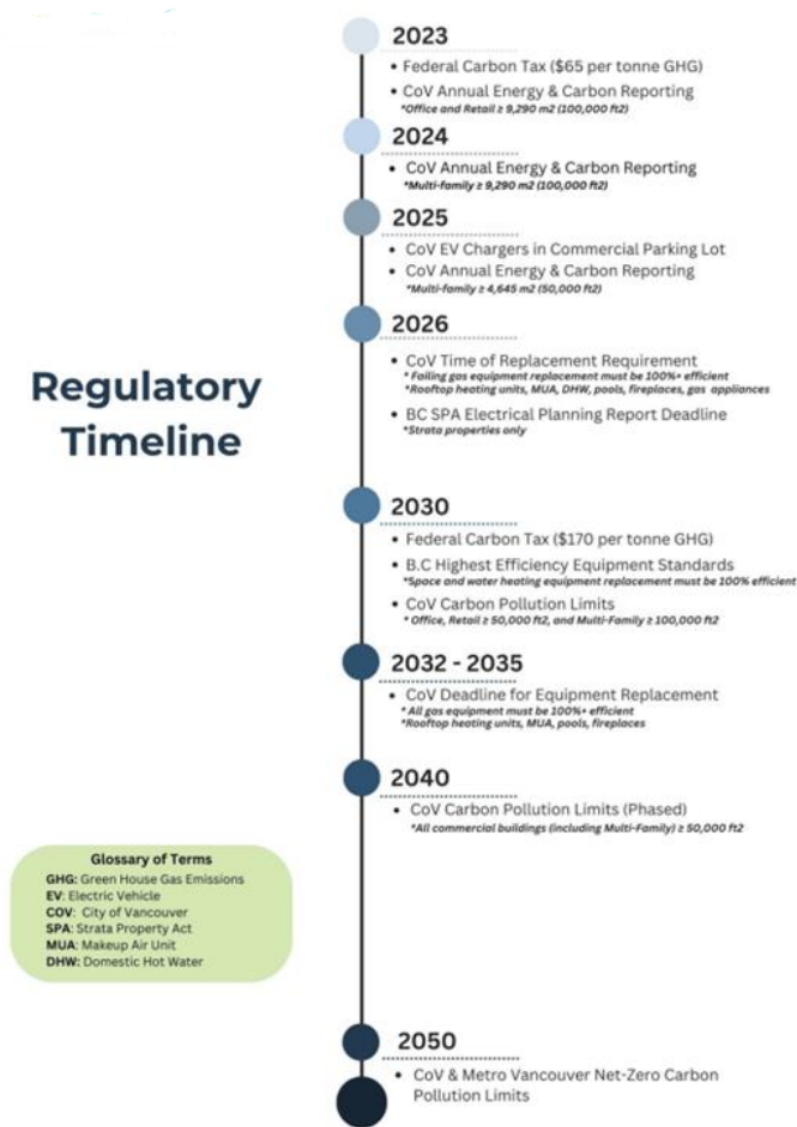 Regulatory
Timeline
2023
• Federal Carbon Tax ($65 per tonne GHG)
• CoV Annual Energy & Carbon Reporting
*Office and Retail ≥ 9,290 m2 (100,000 ft2)
2024
• CoV Annual Energy & Carbon Reporting
*Multi-family ≥ 9,290 m2 (100,000 ft2)
2025
• CoV EV Chargers in Commercial Parking Lot
• CoV Annual Energy & Carbon Reporting
*Multi-family ≥ 4,645 m2 (50,000 ft2)
2026
• CoV Time of Replacement Requirement
* Failing gas equipment replacement must be 100%+ efficient
*Rooftop heating units, MUA, DHW, pools, fireplaces, gas appliances
• BC SPA Electrical Planning Report Deadline
*Strata properties only
2030
• Federal Carbon Tax ($170 per tonne GHG)
• B.C Highest Efficiency Equipment Standards
*Space and water heating equipment replacement must be 100% efficient
• CoV Carbon Pollution Limits
* Office, Retail ≥ 50,000 ft2, and Multi-Family ≥ 100,000 ft2
2032 - 2035
• CoV Deadline for Equipment Replacement
* All gas equipment must be 100%+ efficient
*Rooftop heating units, MUA, pools, fireplaces
2040
• CoV Carbon Pollution Limits (Phased)
*All commercial buildings (including Multi-Family) ≥ 50,000 ft2
Glossary of Terms
GHG: Green House Gas Emissions
EV: Electric Vehicle
COV: City of Vancouver
SPA: Strata Property Act
MUA: Makeup Air Unit
DHW: Domestic Hot Water
2050
• CoV & Metro Vancouver Net-Zero Carbon
Pollution Limits